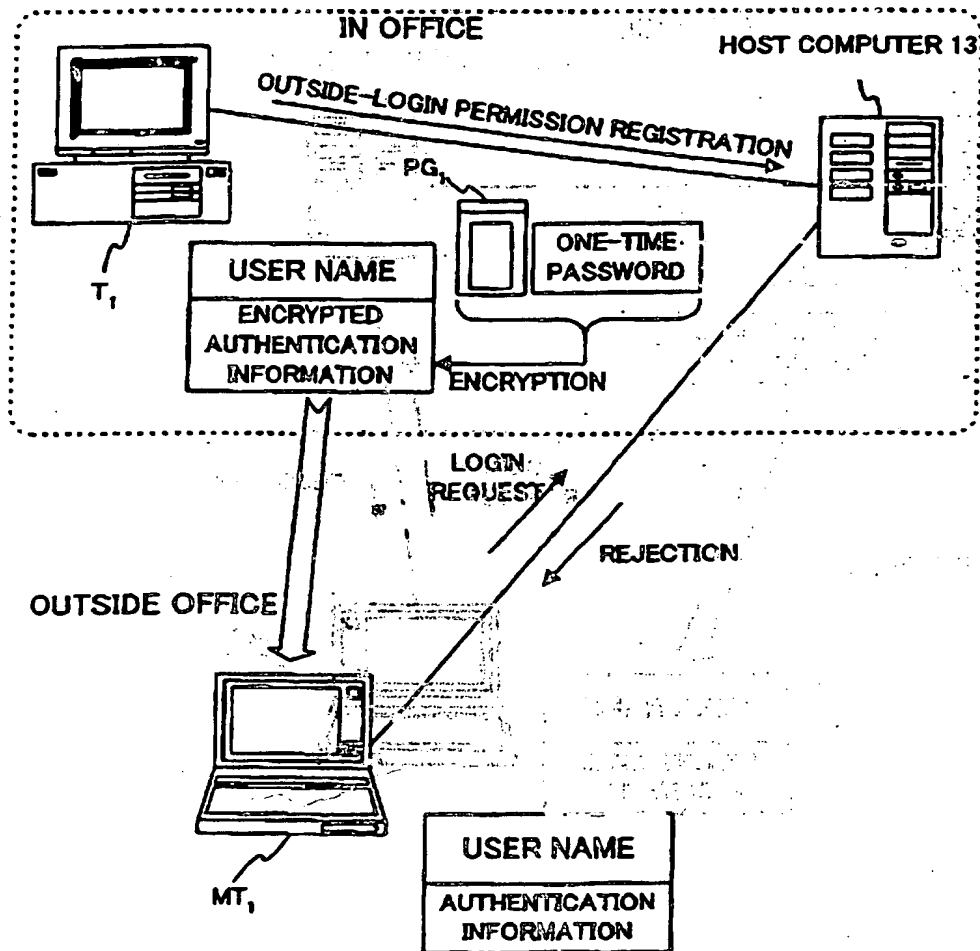 IN OFFICE
HOST COMPUTER 13
OUTSIDE-LOGIN PERMISSION REGISTRATION
PG₁
ONE-TIME
PASSWORD
T₁
USER NAME
ENCRYPTED
AUTHENTICATION
INFORMATION
ENCRYPTION
LOGIN
REQUEST
REJECTION
OUTSIDE OFFICE
MT₁
USER NAME
AUTHENTICATION
INFORMATION